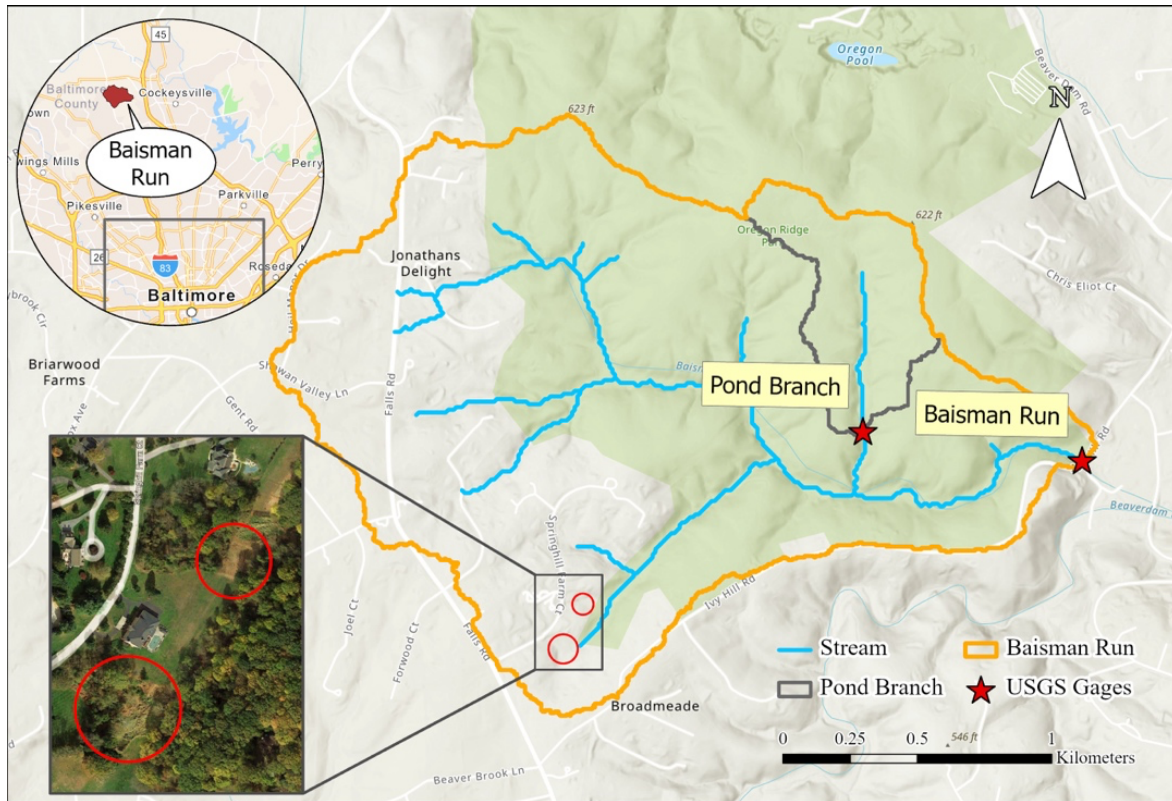 45
Baltimore
County
Cockeysville
Baisman
Run
wings Mills
Perry
Pikesville
Parkville
26
83
Rosed
Baltimore
Oregon
Pool
Beaver Dam Rd
N
623 ft
622 ft
Oregon Ridge
Jonathans
Delight
Chris Eliot Ct
Briarwood
Farms
Shawan Valley Ln
Falls Rd
Gent Rd
Pond Branch
Baisman Run
Rd
Beaverdam
Springhill Farm Ct
Ivy Hill Rd
Joel Ct
Forwood Ct
Falls Rd
Broadmeade
Beaver Brook Ln
Stream
Baisman Run
Pond Branch
USGS Gages
546 ft
0 0.25 0.5 1
Kilometers